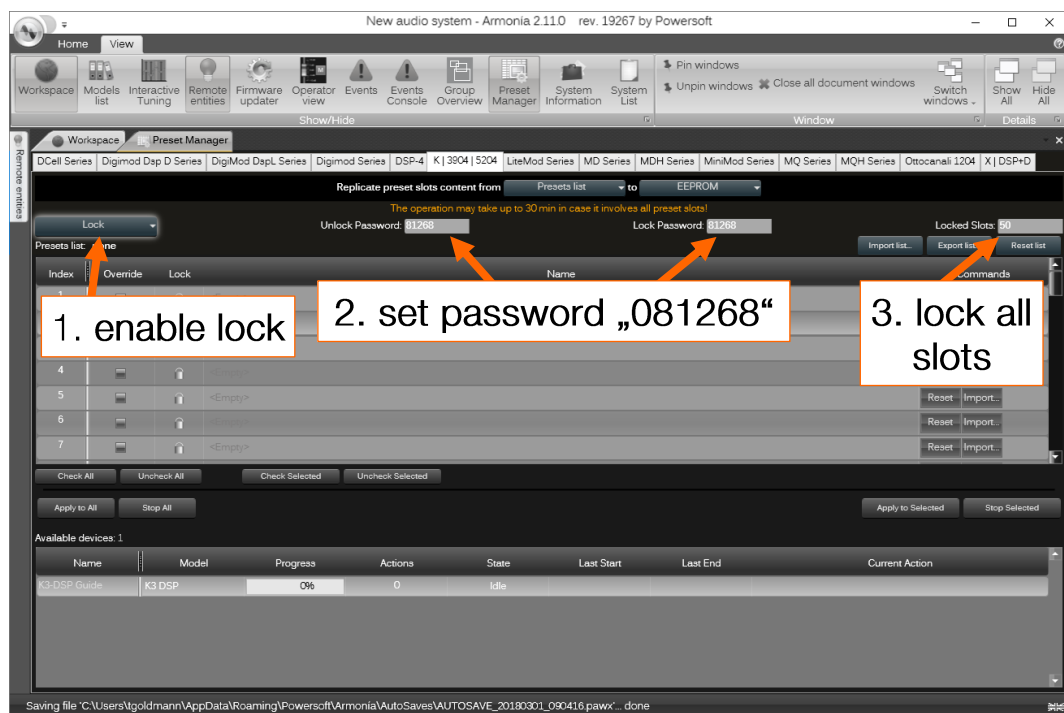 New audio system - Armonía 2.11.0 rev. 19267 by Powersoft
Home View
Workspace Models list Interactive Tuning Remote entities Firmware updater Operator view Events Events Console Group Overview Preset Manager System Information System List Pin windows Unpin windows Close all document windows Switch windows Show All Hide All
Show/Hide Window Details
Remote entities
Workspace Preset Manager
DCell Series Digimod Dsp D Series DigiMod DspL Series Digimod Series DSP-4 K | 3904 | 5204 LiteMod Series MD Series MDH Series MiniMod Series MQ Series MQH Series Ottocanali 1204 X | DSP+D
Replicate preset slots content from Presets list to EEPROM
The operation may take up to 30 min in case it involves all preset slots!
Lock Unlock Password: 81268 Lock Password: 81268 Locked Slots: 50
Presets list: none Import list... Export list... Reset list
Index Override Lock Name Commands
1
1. enable lock
2. set password „081268“
3. lock all
slots
4 <Empty>
5 <Empty> Reset Import...
6 <Empty> Reset Import...
7 <Empty> Reset Import...
Check All Uncheck All Check Selected Uncheck Selected
Apply to All Stop All Apply to Selected Stop Selected
Available devices: 1
Name Model Progress Actions State Last Start Last End Current Action
K3-DSP Guide K3 DSP 0% 0 Idle
Saving file 'C:\Users\tgoldmann\AppData\Roaming\Powersoft\Armonía\AutoSaves\AUTOSAVE_20180301_090416.pawx'... done